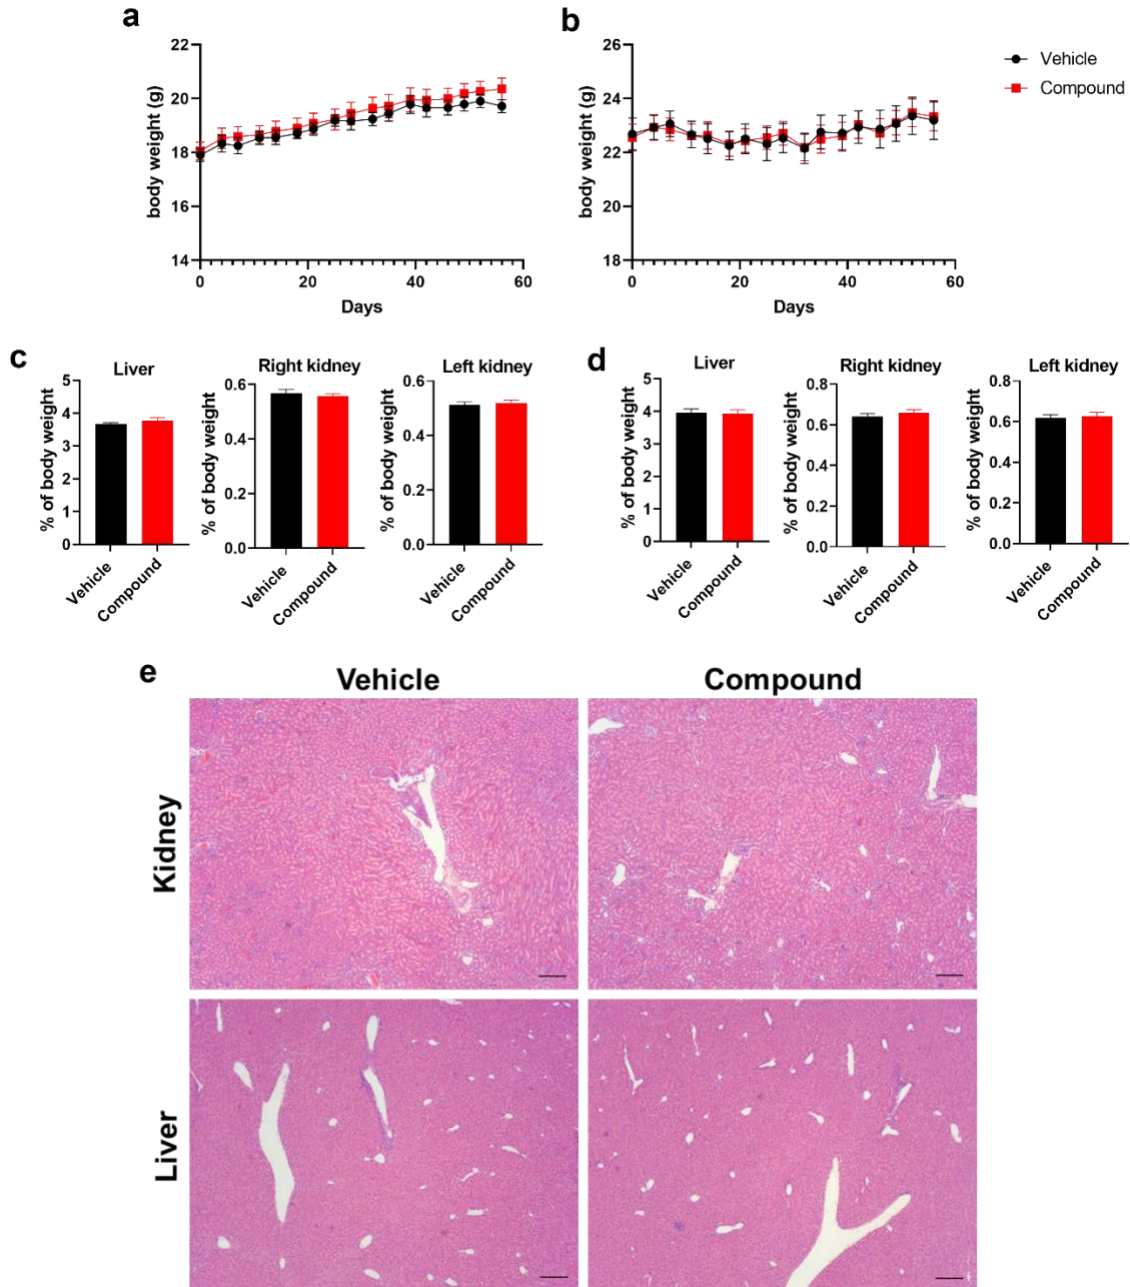 a
22
20
18
16
14
body weight (g)
0
20
40
60
Days
b
26
24
22
20
18
body weight (g)
0
20
40
60
Days
Vehicle
Compound
c
Liver
5
4
3
2
1
0
% of body weight
Vehicle
Compound
Right kidney
0.6
0.4
0.2
0.0
% of body weight
Vehicle
Compound
Left kidney
0.6
0.4
0.2
0.0
% of body weight
Vehicle
Compound
d
Liver
5
4
3
2
1
0
% of body weight
Vehicle
Compound
Right kidney
0.8
0.6
0.4
0.2
0.0
% of body weight
Vehicle
Compound
Left kidney
0.8
0.6
0.4
0.2
0.0
% of body weight
Vehicle
Compound
e
Vehicle
Compound
Kidney
Liver